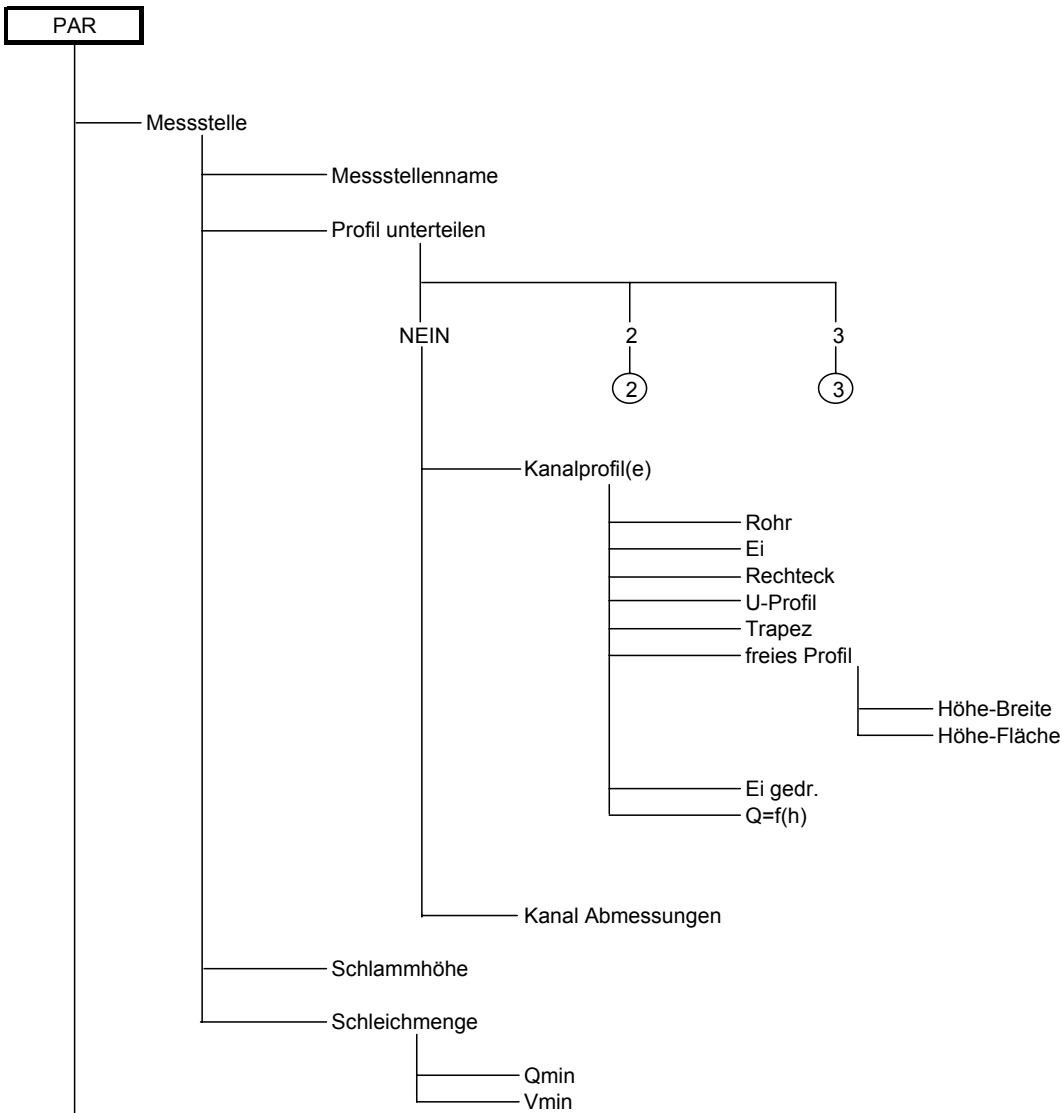 PAR
Messstelle
Messstellenname
Profil unterteilen
NEIN 2 3
2 3
Kanalprofil(e)
Rohr
Ei
Rechteck
U-Profil
Trapez
freies Profil
Höhe-Breite
Höhe-Fläche
Ei gedr.
Q=f(h)
Kanal Abmessungen
Schlammhöhe
Schleichmenge
Qmin
Vmin